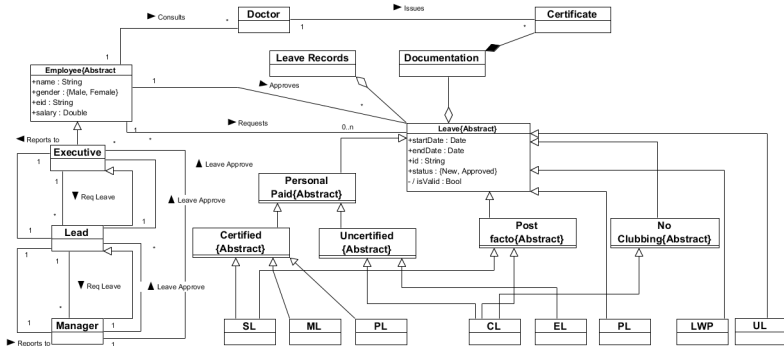 ► Issues
► Consults
*
Doctor
1
*
Certificate
Leave Records
Documentation
1
Employee{Abstract
+name : String
+gender : {Male, Female}
+eid : String
+salary : Double
1
► Approves
*
► Requests
1
0..n
Leave{Abstract}
+startDate : Date
+endDate : Date
+id : String
+status : {New, Approved}
- / isValid : Bool
◄ Reports to
1
*
*
Executive
1
1
1
▲ Leave Approve
▼ Req Leave
▲ Leave Approve
*
*
Lead
1
1
1
*
*
▼ Req Leave
▲ Leave Approve
*
*
Manager
1
► Reports to
1
Personal
Paid{Abstract}
Certified
{Abstract}
Uncertified
{Abstract}
Post
facto{Abstract}
No
Clubbing{Abstract}
SL
ML
PL
CL
EL
PL
LWP
UL